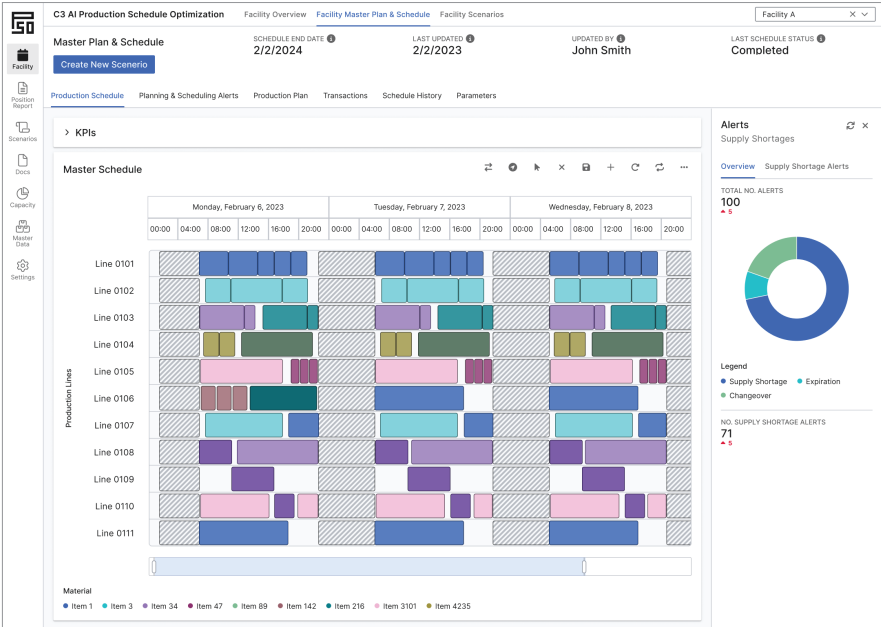 PSO
C3 AI Production Schedule Optimization
Facility Overview
Facility Master Plan & Schedule
Facility Scenarios
Facility A
Facility
Position
Report
Scenarios
Docs
Capacity
Master
Data
Settings
Master Plan & Schedule
Create New Scenerio
SCHEDULE END DATE
2/2/2024
LAST UPDATED
2/2/2023
UPDATED BY
John Smith
LAST SCHEDULE STATUS
Completed
Production Schedule
Planning & Scheduling Alerts
Production Plan
Transactions
Schedule History
Parameters
KPIs
Master Schedule
Monday, February 6, 2023
Tuesday, February 7, 2023
Wednesday, February 8, 2023
00:00 04:00 08:00 12:00 16:00 20:00 00:00 04:00 08:00 12:00 16:00 20:00 00:00 04:00 08:00 12:00 16:00 20:00
Production Lines
Line 0101
Line 0102
Line 0103
Line 0104
Line 0105
Line 0106
Line 0107
Line 0108
Line 0109
Line 0110
Line 0111
Material
Item 1 Item 3 Item 34 Item 47 Item 89 Item 142 Item 216 Item 3101 Item 4235
Alerts
Supply Shortages
Overview
Supply Shortage Alerts
TOTAL NO. ALERTS
100
5
Legend
Supply Shortage
Expiration
Changeover
NO. SUPPLY SHORTAGE ALERTS
71
5